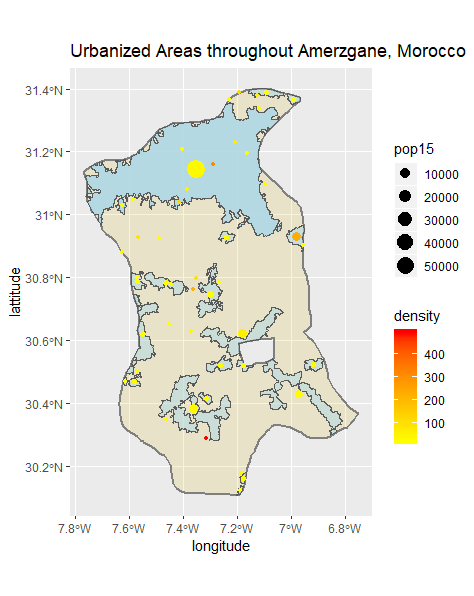 Urbanized Areas throughout Amerzgane, Morocco
31.4°N
31.2°N
31°N
30.8°N
30.6°N
30.4°N
30.2°N
lattitude
7.8°W 7.6°W 7.4°W 7.2°W 7°W 6.8°W
longitude
pop15
10000
20000
30000
40000
50000
density
400
300
200
100